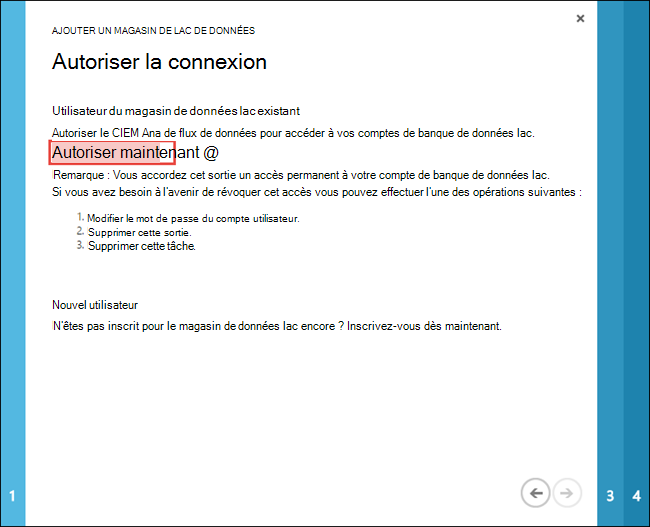 ×
AJOUTER UN MAGASIN DE LAC DE DONNÉES
Autoriser la connexion
Utilisateur du magasin de données lac existant
Autoriser le CIEM Ana de flux de données pour accéder à vos comptes de banque de données lac.
Autoriser maintenant @
Remarque : Vous accordez cet sortie un accès permanent à votre compte de banque de données lac.
Si vous avez besoin à l'avenir de révoquer cet accès vous pouvez effectuer l'une des opérations suivantes :
1. Modifier le mot de passe du compte utilisateur.
2. Supprimer cette sortie.
3. Supprimer cette tâche.
Nouvel utilisateur
N'êtes pas inscrit pour le magasin de données lac encore ? Inscrivez-vous dès maintenant.
1
3
4